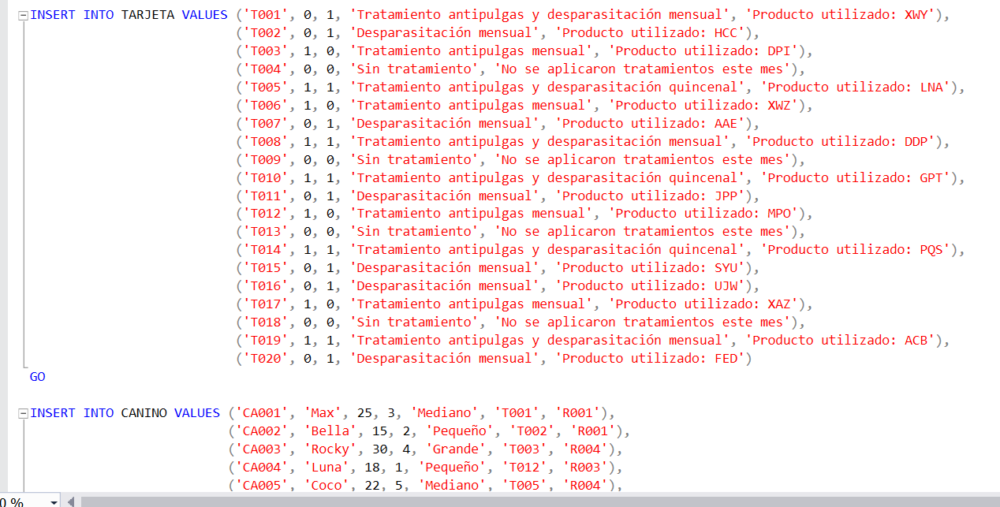 INSERT INTO TARJETA VALUES ('T001', 0, 1, 'Tratamiento antipulgas y desparasitación mensual', 'Producto utilizado: XWY'),
('T002', 0, 1, 'Desparasitación mensual', 'Producto utilizado: HCC'),
('T003', 1, 0, 'Tratamiento antipulgas mensual', 'Producto utilizado: DPI'),
('T004', 0, 0, 'Sin tratamiento', 'No se aplicaron tratamientos este mes'),
('T005', 1, 1, 'Tratamiento antipulgas y desparasitación quincenal', 'Producto utilizado: LNA'),
('T006', 1, 0, 'Tratamiento antipulgas mensual', 'Producto utilizado: XWZ'),
('T007', 0, 1, 'Desparasitación mensual', 'Producto utilizado: AAE'),
('T008', 1, 1, 'Tratamiento antipulgas y desparasitación mensual', 'Producto utilizado: DDP'),
('T009', 0, 0, 'Sin tratamiento', 'No se aplicaron tratamientos este mes'),
('T010', 1, 1, 'Tratamiento antipulgas y desparasitación quincenal', 'Producto utilizado: GPT'),
('T011', 0, 1, 'Desparasitación mensual', 'Producto utilizado: JPP'),
('T012', 1, 0, 'Tratamiento antipulgas mensual', 'Producto utilizado: MPO'),
('T013', 0, 0, 'Sin tratamiento', 'No se aplicaron tratamientos este mes'),
('T014', 1, 1, 'Tratamiento antipulgas y desparasitación quincenal', 'Producto utilizado: PQS'),
('T015', 0, 1, 'Desparasitación mensual', 'Producto utilizado: SYU'),
('T016', 0, 1, 'Desparasitación mensual', 'Producto utilizado: UJW'),
('T017', 1, 0, 'Tratamiento antipulgas mensual', 'Producto utilizado: XAZ'),
('T018', 0, 0, 'Sin tratamiento', 'No se aplicaron tratamientos este mes'),
('T019', 1, 1, 'Tratamiento antipulgas y desparasitación mensual', 'Producto utilizado: ACB'),
('T020', 0, 1, 'Desparasitación mensual', 'Producto utilizado: FED')
GO
INSERT INTO CANINO VALUES ('CA001', 'Max', 25, 3, 'Mediano', 'T001', 'R001'),
('CA002', 'Bella', 15, 2, 'Pequeño', 'T002', 'R001'),
('CA003', 'Rocky', 30, 4, 'Grande', 'T003', 'R004'),
('CA004', 'Luna', 18, 1, 'Pequeño', 'T012', 'R003'),
('CA005', 'Coco', 22, 5, 'Mediano', 'T005', 'R004'),
0 %